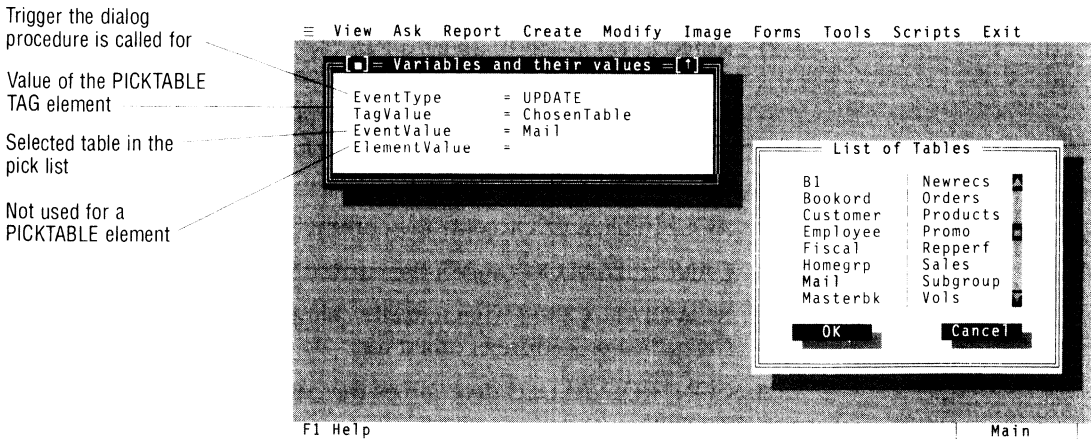 Trigger the dialog
procedure is called for
Value of the PICKTABLE
TAG element
Selected table in the
pick list
Not used for a
PICKTABLE element
≡ View Ask Report Create Modify Image Forms Tools Scripts Exit
[■] Variables and their values [↑]
EventType = UPDATE
TagValue = ChosenTable
EventValue = Mail
ElementValue =
List of Tables
B1 Newrecs
Bookord Orders
Customer Products
Employee Promo
Fiscal Repperf
Homegrp Sales
Mail Subgroup
Masterbk Vols
OK Cancel
F1 Help Main